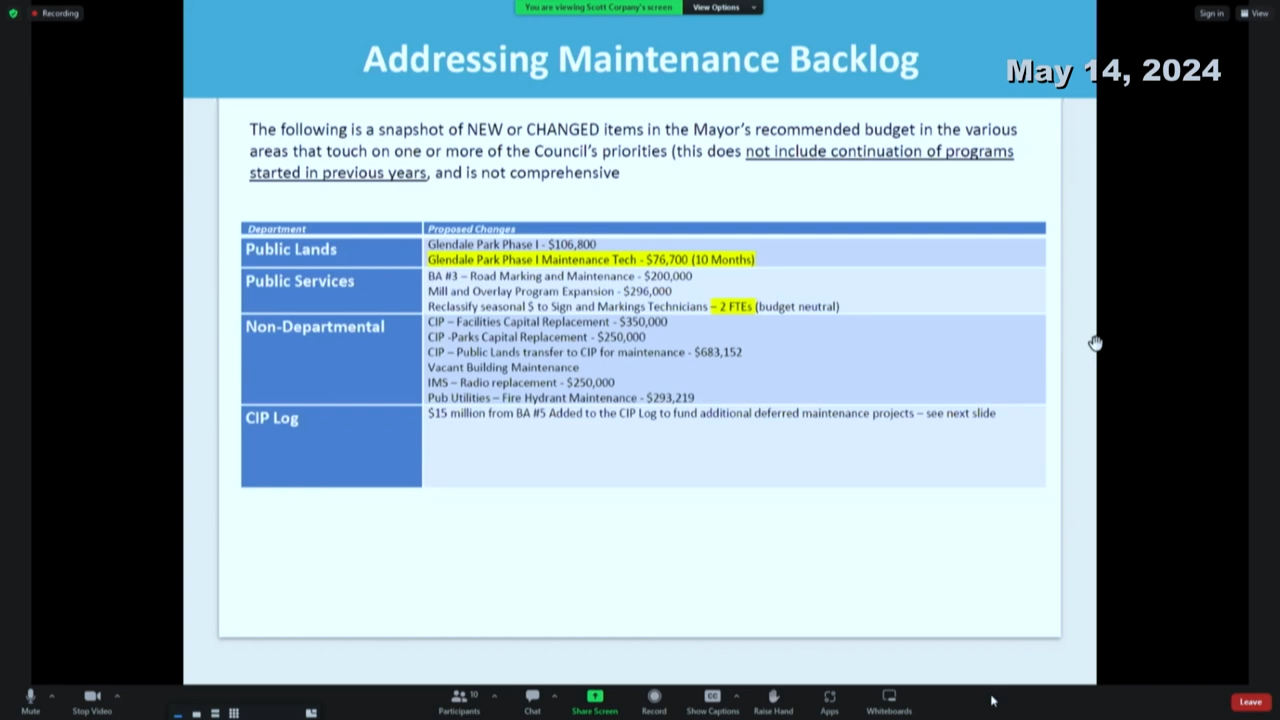 Recording
You are viewing Scott Corpany's screen
View Options
Sign in
View
Addressing Maintenance Backlog
May 14, 2024
The following is a snapshot of NEW or CHANGED items in the Mayor's recommended budget in the various
areas that touch on one or more of the Council's priorities (this does not include continuation of programs
started in previous years, and is not comprehensive
Department
Proposed Changes
Public Lands
Glendale Park Phase I - $106,800
Glendale Park Phase I Maintenance Tech - $76,700 (10 Months)
Public Services
BA #3 – Road Marking and Maintenance - $200,000
Mill and Overlay Program Expansion - $296,000
Reclassify seasonal $ to Sign and Markings Technicians – 2 FTEs (budget neutral)
Non-Departmental
CIP – Facilities Capital Replacement - $350,000
CIP -Parks Capital Replacement - $250,000
CIP – Public Lands transfer to CIP for maintenance - $683,152
Vacant Building Maintenance
IMS – Radio replacement - $250,000
Pub Utilities – Fire Hydrant Maintenance - $293,219
CIP Log
$15 million from BA #5 Added to the CIP Log to fund additional deferred maintenance projects – see next slide
Mute
Stop Video
Participants
10
Chat
Share Screen
Record
CC
Show Captions
Raise Hand
Apps
Whiteboards
Leave